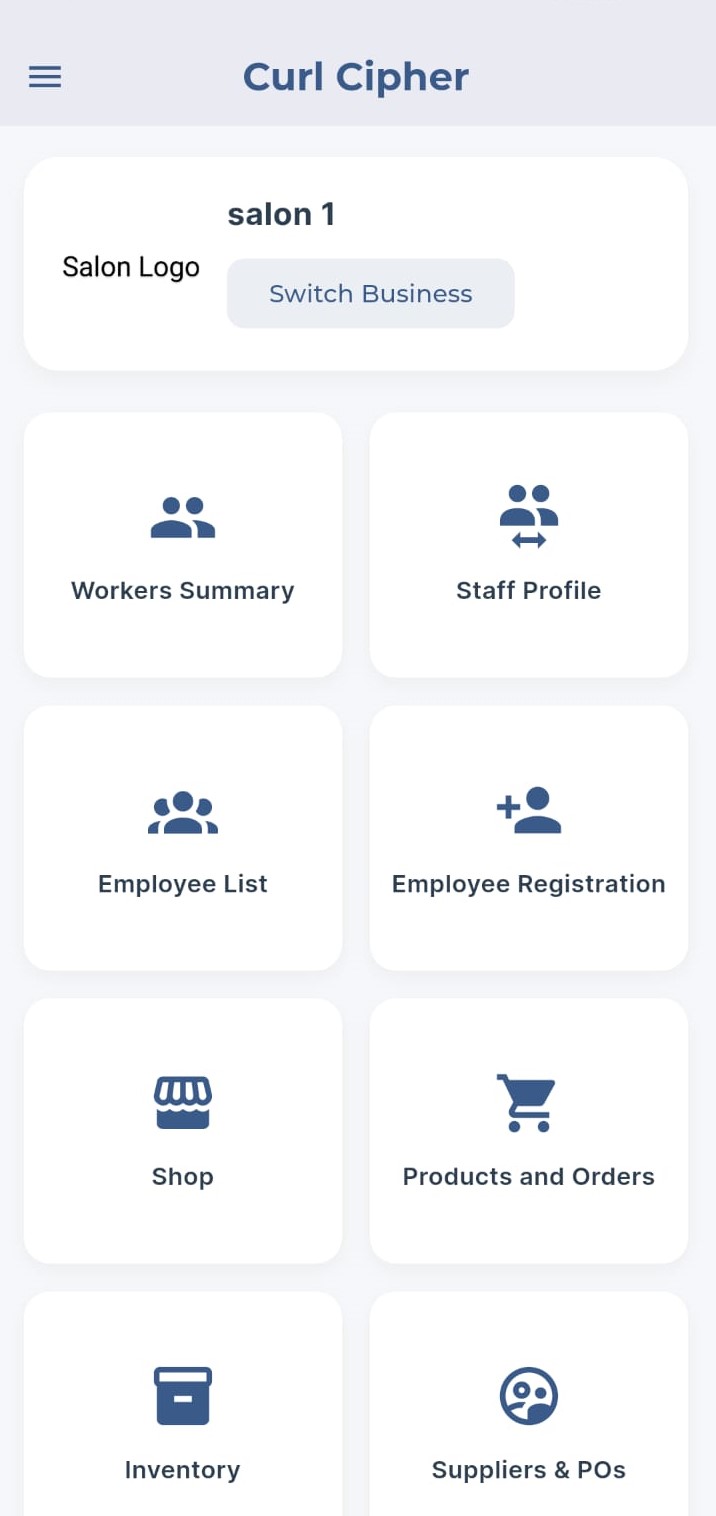 Curl Cipher
salon 1
Salon Logo
Switch Business
Workers Summary
Staff Profile
Employee List
Employee Registration
Shop
Products and Orders
Inventory
Suppliers & POs